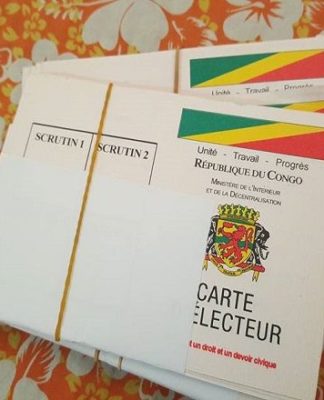 Unité - Travail - Progrès
SCRUTIN 1 SCRUTIN 2
Unité - Travail - Progrès
RÉPUBLIQUE DU CONGO
MINISTÈRE DE L'INTERIEUR
ET DE LA DÉCENTRALISATION
CARTE
ÉLECTEUR
un droit et un devoir civique